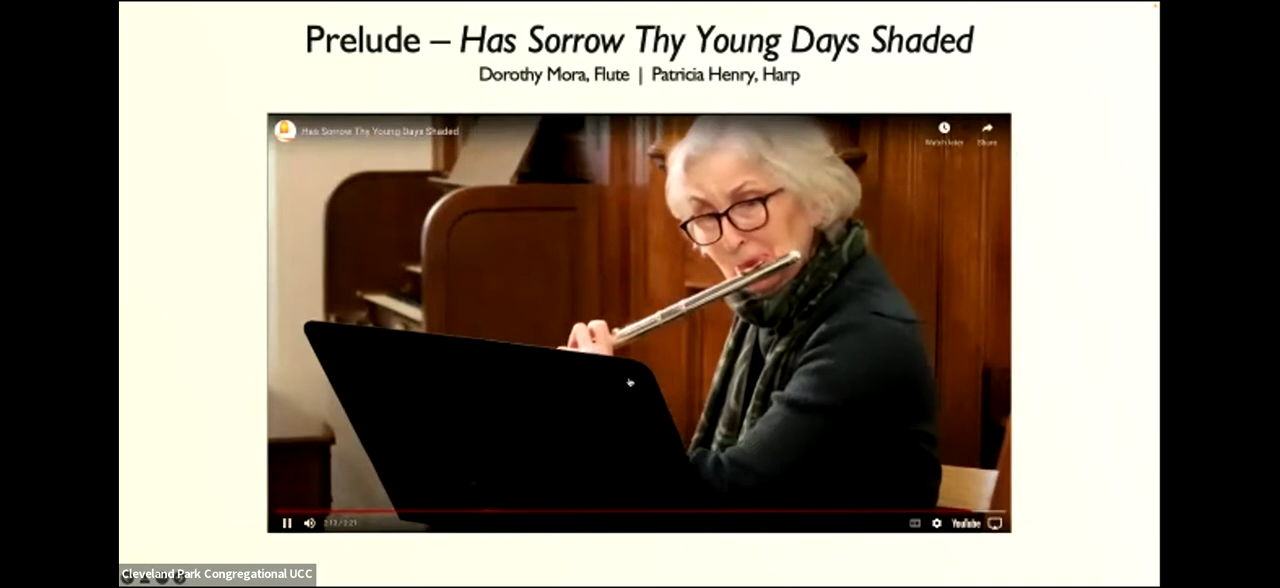 Prelude – Has Sorrow Thy Young Days Shaded
Dorothy Mora, Flute | Patricia Henry, Harp
Has Sorrow Thy Young Days Shaded
Watch later
Share
YouTube
Cleveland Park Congregational UCC